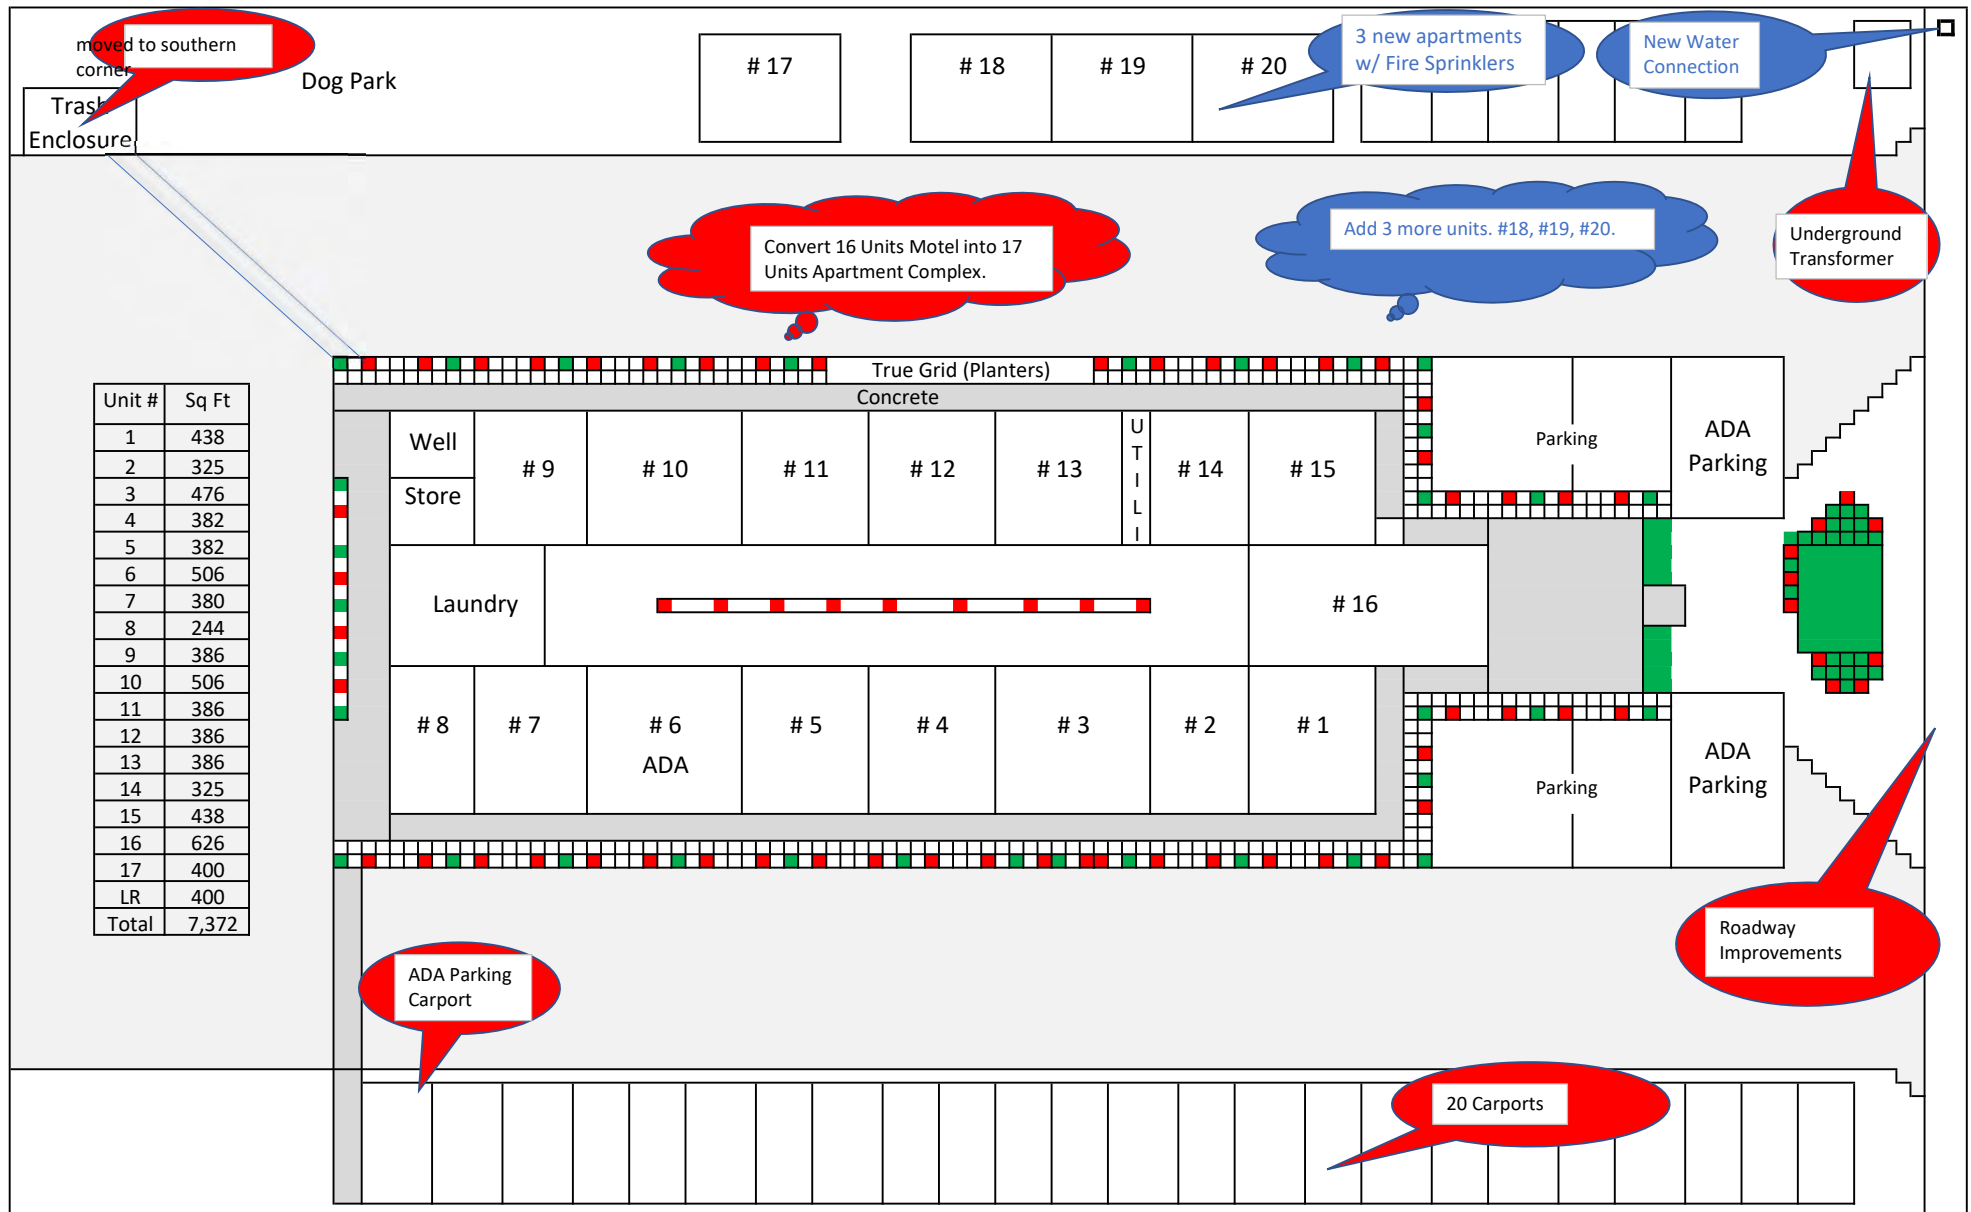 moved to southern
corner
Trash
Enclosure
Dog Park
# 17
# 18
# 19
# 20
3 new apartments
w/ Fire Sprinklers
New Water
Connection
Convert 16 Units Motel into 17
Units Apartment Complex.
Add 3 more units. #18, #19, #20.
Underground
Transformer
True Grid (Planters)
Concrete
Unit # Sq Ft
1 438
2 325
3 476
4 382
5 382
6 506
7 380
8 244
9 386
10 506
11 386
12 386
13 386
14 325
15 438
16 626
17 400
LR 400
Total 7,372
Well
Store
# 9
# 10
# 11
# 12
# 13
U
T
I
L
I
# 14
# 15
Parking
ADA
Parking
Laundry
# 16
# 8
# 7
# 6
ADA
# 5
# 4
# 3
# 2
# 1
Parking
ADA
Parking
Roadway
Improvements
ADA Parking
Carport
20 Carports